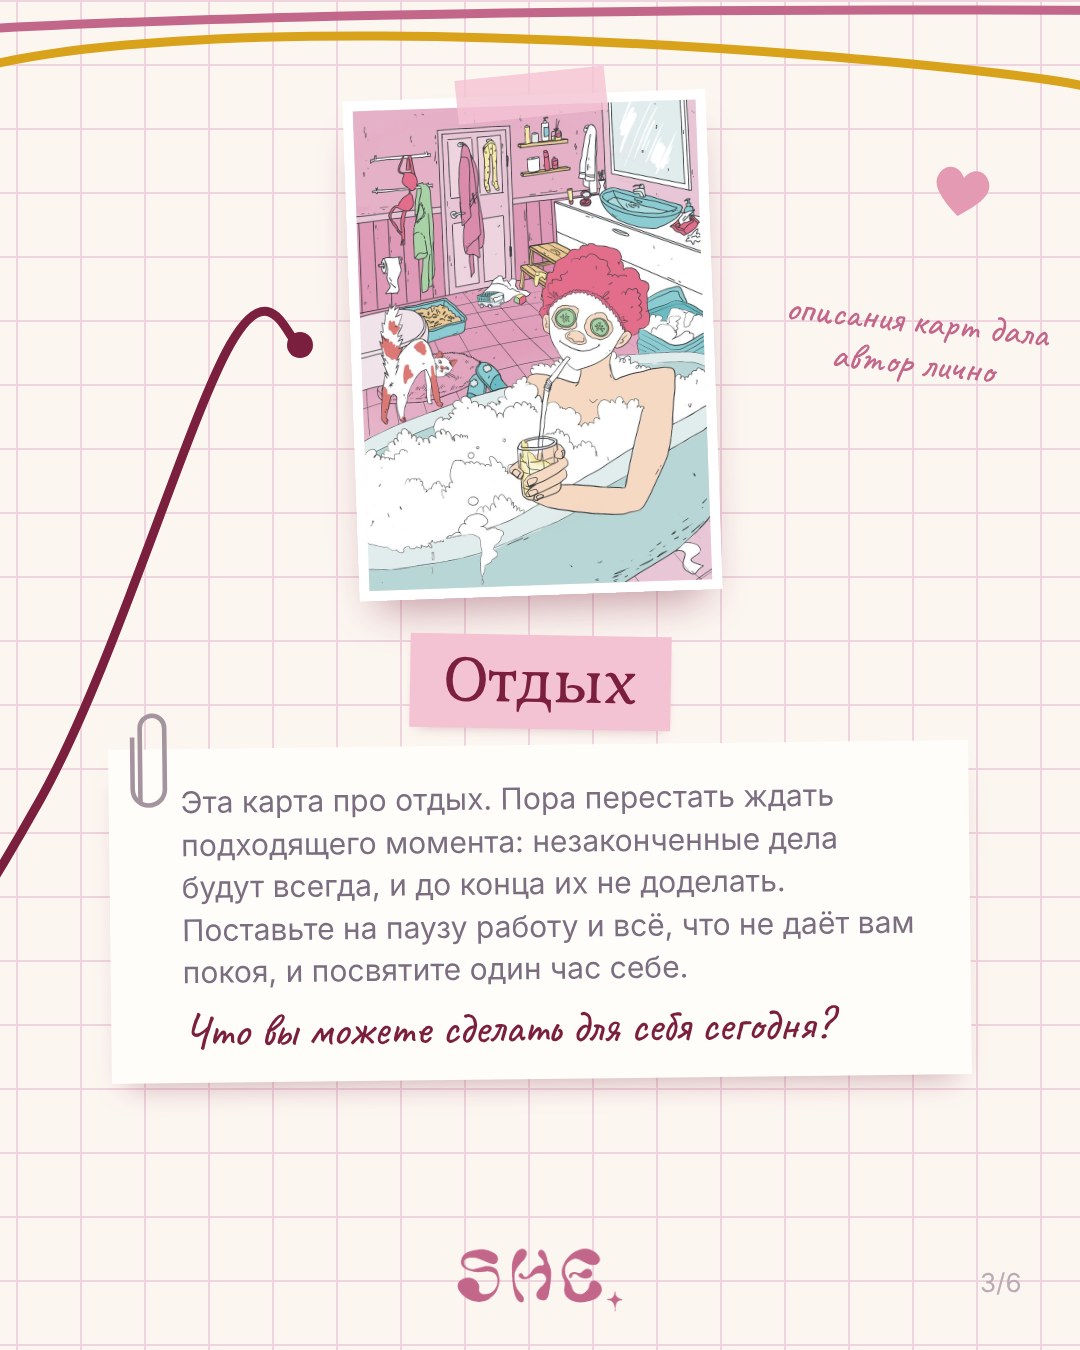 описания карт дала
автор лично
Отдых
Эта карта про отдых. Пора перестать ждать
подходящего момента: незаконченные дела
будут всегда, и до конца их не доделать.
Поставьте на паузу работу и всё, что не даёт вам
покоя, и посвятите один час себе.
Что вы можете сделать для себя сегодня?
SHE
3/6